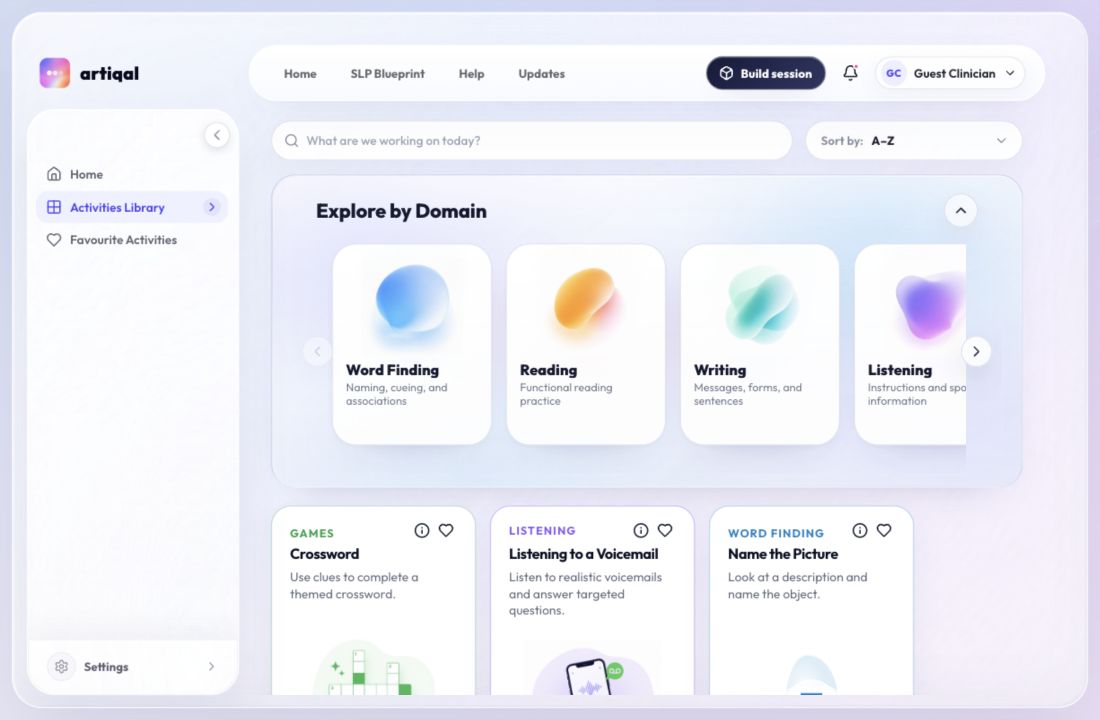 artiqal
Home
SLP Blueprint
Help
Updates
Build session
GC
Guest Clinician
What are we working on today?
Sort by: A–Z
Home
Activities Library
Favourite Activities
Settings
Explore by Domain
Word Finding
Naming, cueing, and
associations
Reading
Functional reading
practice
Writing
Messages, forms, and
sentences
Listening
Instructions and spo
information
GAMES
Crossword
Use clues to complete a
themed crossword.
LISTENING
Listening to a Voicemail
Listen to realistic voicemails
and answer targeted
questions.
WORD FINDING
Name the Picture
Look at a description and
name the object.